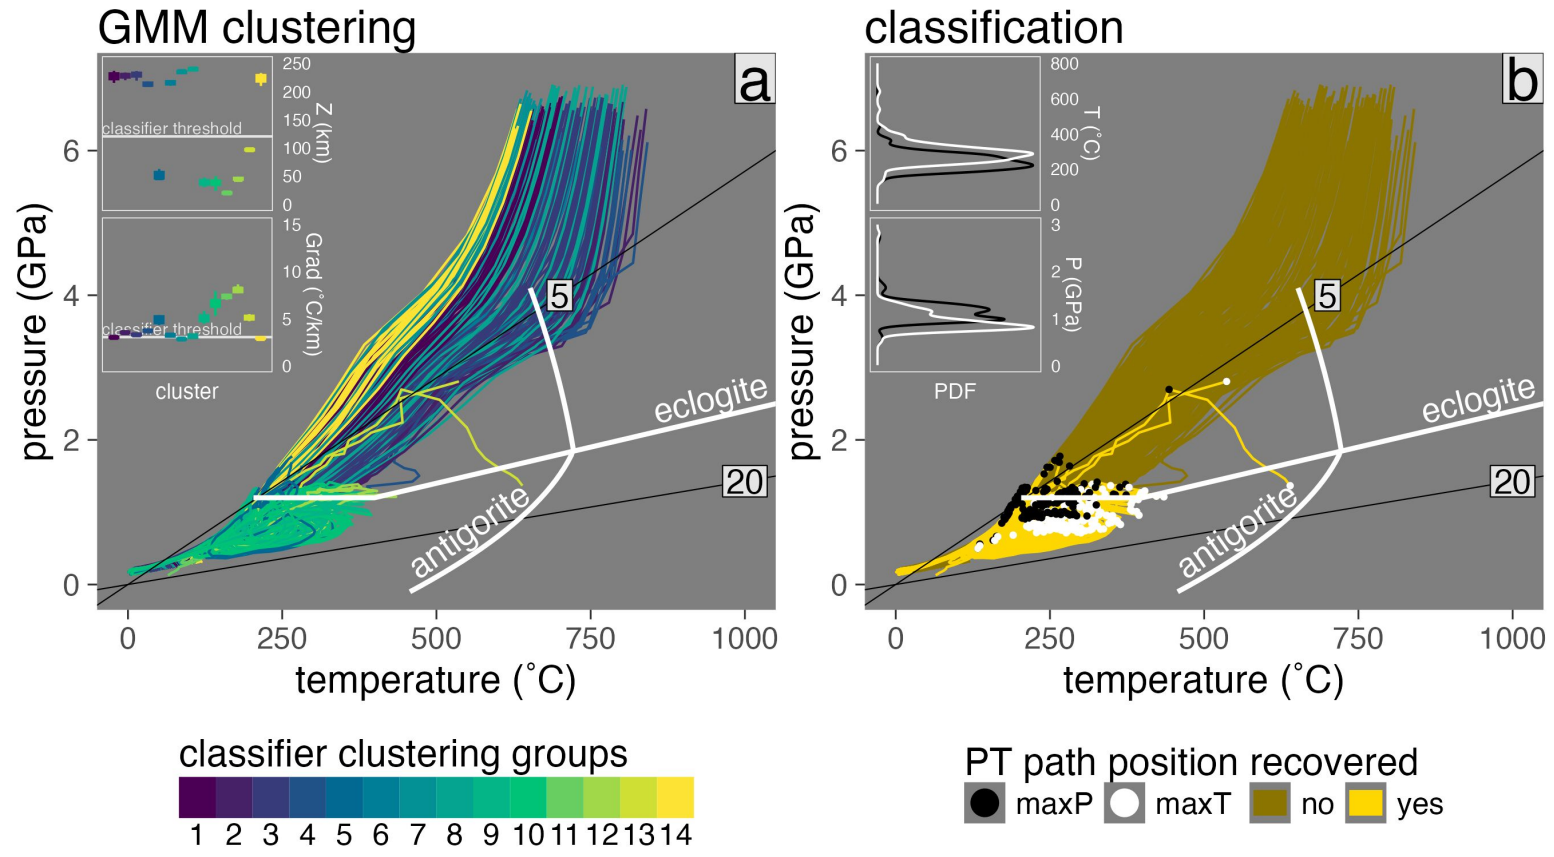 GMM clustering
classification
a
250
200
150
100
50
0
Z (km)
classifier threshold
15
10
5
0
Grad (˚C/km)
classifier threshold
cluster
5
20
eclogite
antigorite
6
4
2
0
pressure (GPa)
0
250
500
750
1000
temperature (˚C)
b
800
600
400
200
0
T (˚C)
3
2
1
0
P (GPa)
PDF
5
20
eclogite
antigorite
6
4
2
0
pressure (GPa)
0
250
500
750
1000
temperature (˚C)
classifier clustering groups
1 2 3 4 5 6 7 8 9 10 11 12 13 14
PT path position recovered
maxP maxT no yes